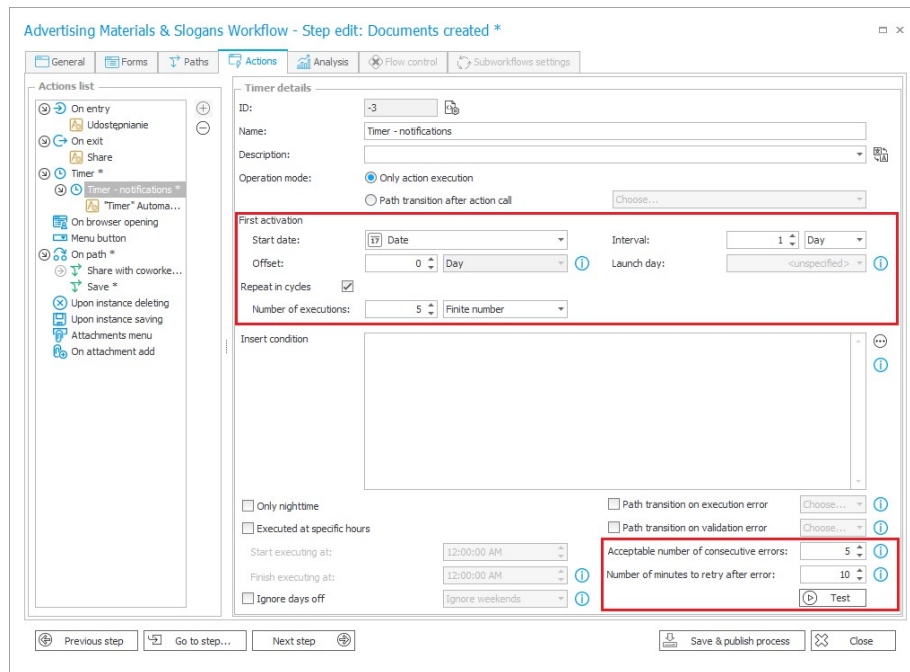 Advertising Materials & Slogans Workflow - Step edit: Documents created *
General Forms Paths Actions Analysis Flow control Subworkflows settings
Actions list
On entry
Udostępnianie
On exit
Share
Timer *
Timer - notifications *
"Timer" Automa...
On browser opening
Menu button
On path *
Share with coworke...
Save *
Upon instance deleting
Upon instance saving
Attachments menu
On attachment add
Timer details
ID: -3
Name: Timer - notifications
Description:
Operation mode: Only action execution
Path transition after action call Choose...
First activation
Start date: 17 Date Interval: 1 Day
Offset: 0 Day Launch day: <unspecified>
Repeat in cycles
Number of executions: 5 Finite number
Insert condition
Only nighttime Path transition on execution error Choose...
Executed at specific hours Path transition on validation error Choose...
Start executing at: 12:00:00 AM Acceptable number of consecutive errors: 5
Finish executing at: 12:00:00 AM Number of minutes to retry after error: 10
Ignore days off Ignore weekends Test
Previous step Go to step... Next step Save & publish process Close